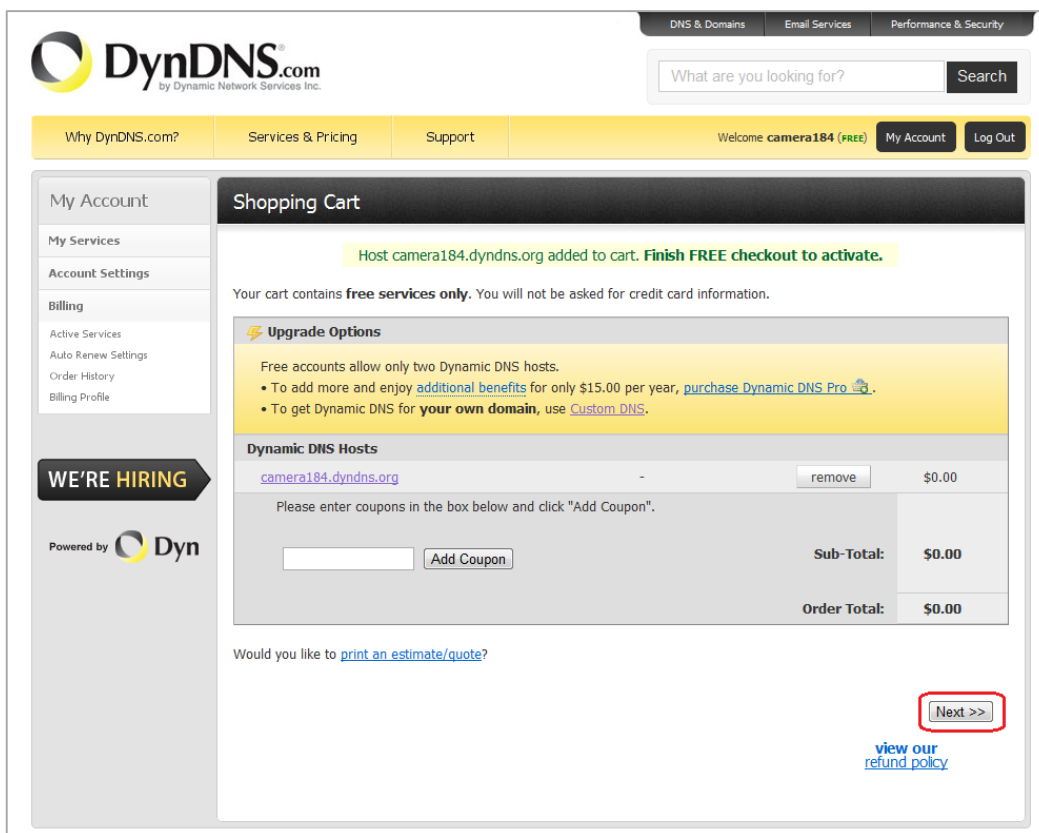 DNS & Domains Email Services Performance & Security
DynDNS.com
by Dynamic Network Services Inc.
What are you looking for? Search
Why DynDNS.com? Services & Pricing Support Welcome camera184 (FREE) My Account Log Out
My Account
My Services
Account Settings
Billing
Active Services
Auto Renew Settings
Order History
Billing Profile
WE'RE HIRING
Powered by Dyn
Shopping Cart
Host camera184.dyndns.org added to cart. Finish FREE checkout to activate.
Your cart contains free services only. You will not be asked for credit card information.
Upgrade Options
Free accounts allow only two Dynamic DNS hosts.
• To add more and enjoy additional benefits for only $15.00 per year, purchase Dynamic DNS Pro .
• To get Dynamic DNS for your own domain, use Custom DNS.
Dynamic DNS Hosts
camera184.dyndns.org - remove $0.00
Please enter coupons in the box below and click "Add Coupon".
Add Coupon Sub-Total: $0.00
Order Total: $0.00
Would you like to print an estimate/quote?
Next >>
view our
refund policy